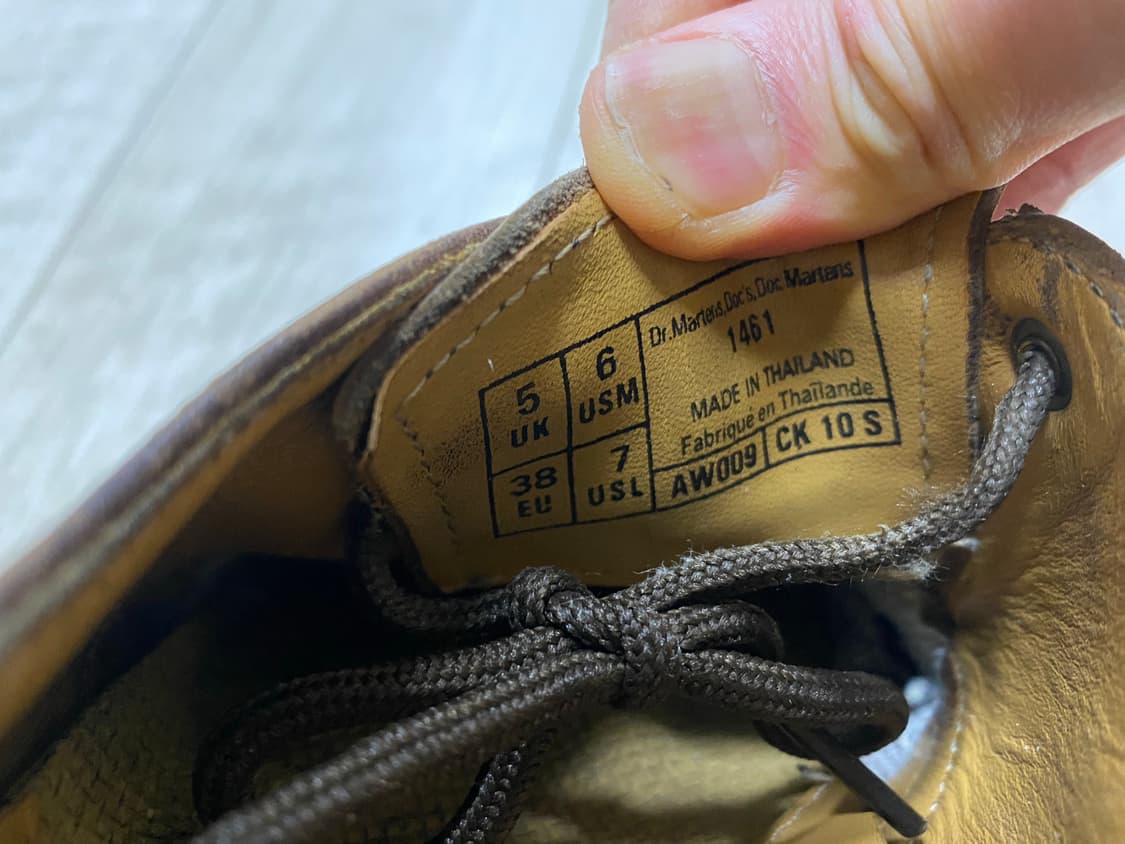 5
UK
6
USM
38
EU
7
USL
Dr.Martens,Doc's,Doc Martens
1461
MADE IN THAILAND
Fabriqué en Thaïlande
AW009
CK 10 S